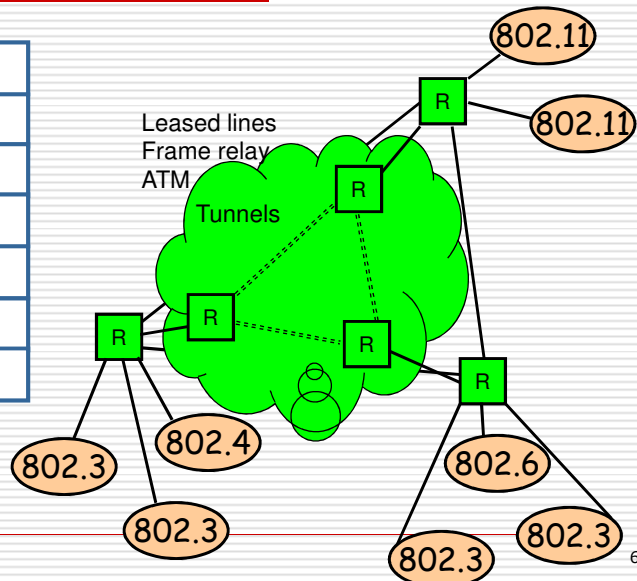 802.11
R
802.11
Leased lines
Frame relay
ATM
R
Tunnels
R
R
R
R
802.4
802.3
802.6
802.3
802.3
802.3
6